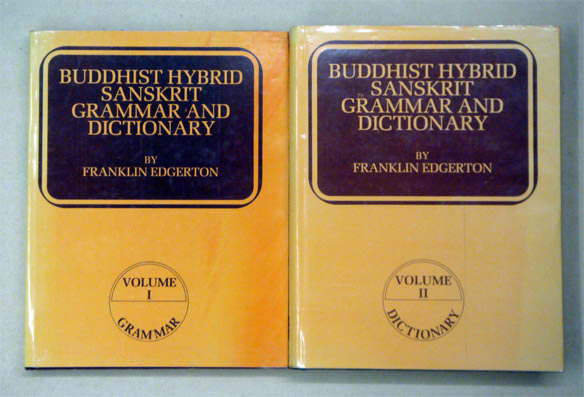 BUDDHIST HYBRID
SANSKRIT
GRAMMAR AND
DICTIONARY
BY
FRANKLIN EDGERTON
VOLUME
I
GRAMMAR
BUDDHIST HYBRID
SANSKRIT
GRAMMAR AND
DICTIONARY
BY
FRANKLIN EDGERTON
VOLUME
II
DICTIONARY